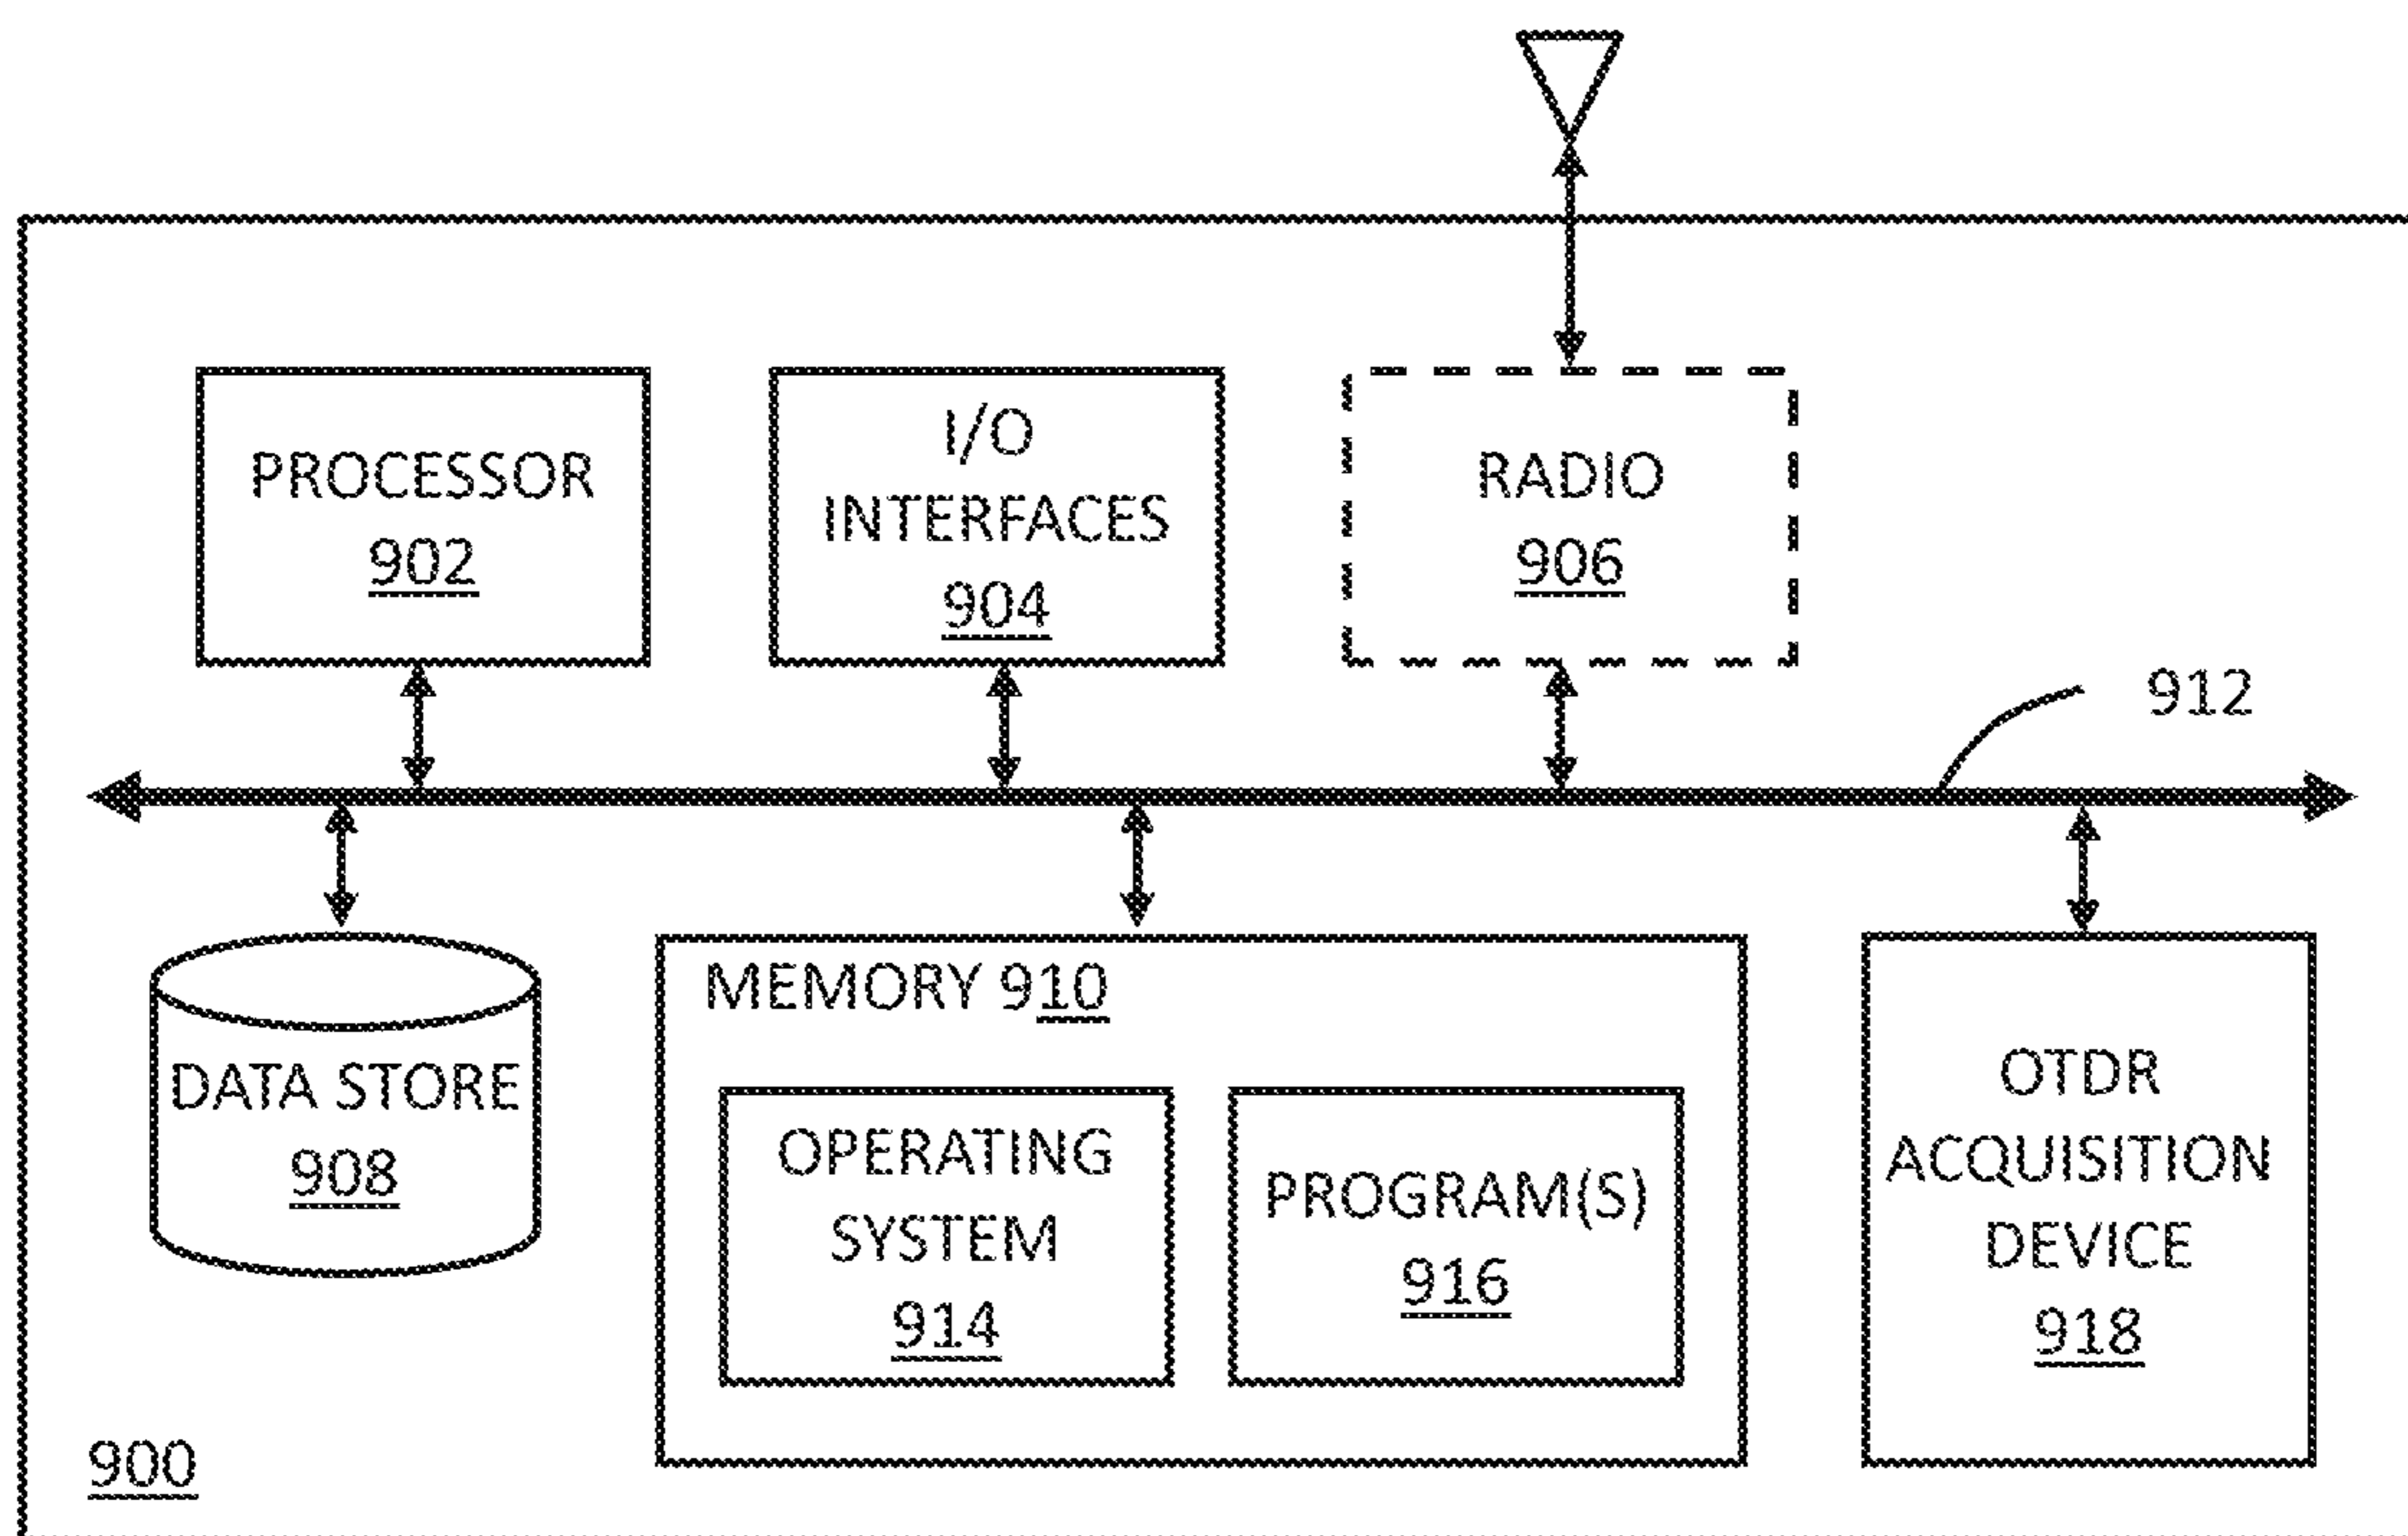 PROCESSOR
902
I/O
INTERFACES
904
RADIO
906
912
DATA STORE
908
MEMORY 910
OPERATING
SYSTEM
914
PROGRAM(S)
916
OTDR
ACQUISITION
DEVICE
918
900